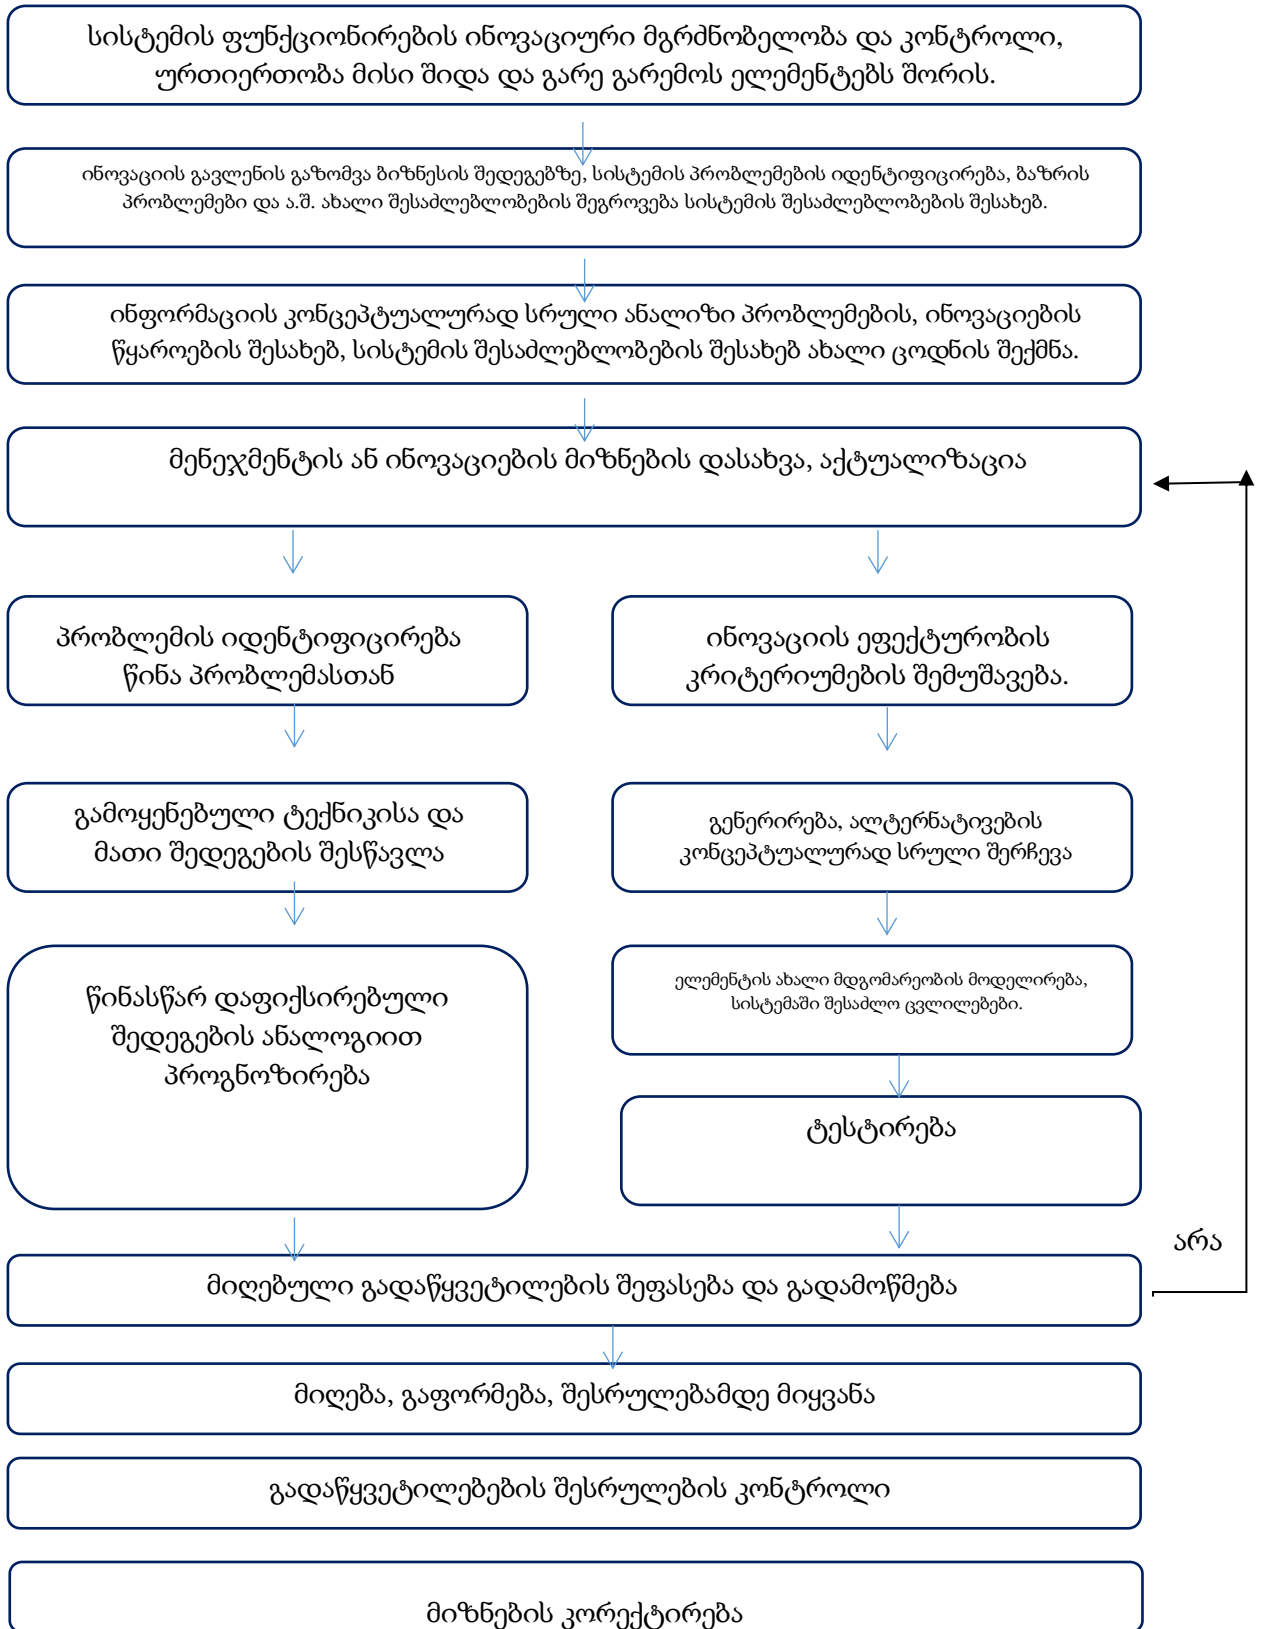 სისტემის ფუნქციონირების ინოვაციური მგრძნობელობა და კონტროლი,
ურთიერთობა მისი შიდა და გარე გარემოს ელემენტებს შორის.
ინოვაციის გავლენის გაზომვა ბიზნესის შედეგებზე, სისტემის პრობლემების იდენტიფიცირება, ბაზრის
პრობლემები და ა.შ. ახალი შესაძლებლობების შეგროვება სისტემის შესაძლებლობების შესახებ.
ინფორმაციის კონცეპტუალურად სრული ანალიზი პრობლემების, ინოვაციების
წყაროების შესახებ, სისტემის შესაძლებლობების შესახებ ახალი ცოდნის შექმნა.
მენეჯმენტის ან ინოვაციების მიზნების დასახვა, აქტუალიზაცია
პრობლემის იდენტიფიცირება
წინა პრობლემასთან
ინოვაციის ეფექტურობის
კრიტერიუმების შემუშავება.
გამოყენებული ტექნიკისა და
მათი შედეგების შესწავლა
გენერირება, ალტერნატივების
კონცეპტუალურად სრული შერჩევა
წინასწარ დაფიქსირებული
შედეგების ანალოგიით
პროგნოზირება
ელემენტის ახალი მდგომარეობის მოდელირება,
სისტემაში შესაძლო ცვლილებები.
ტესტირება
არა
მიღებული გადაწყვეტილების შეფასება და გადამოწმება
მიღება, გაფორმება, შესრულებამდე მიყვანა
გადაწყვეტილებების შესრულების კონტროლი
მიზნების კორექტირება